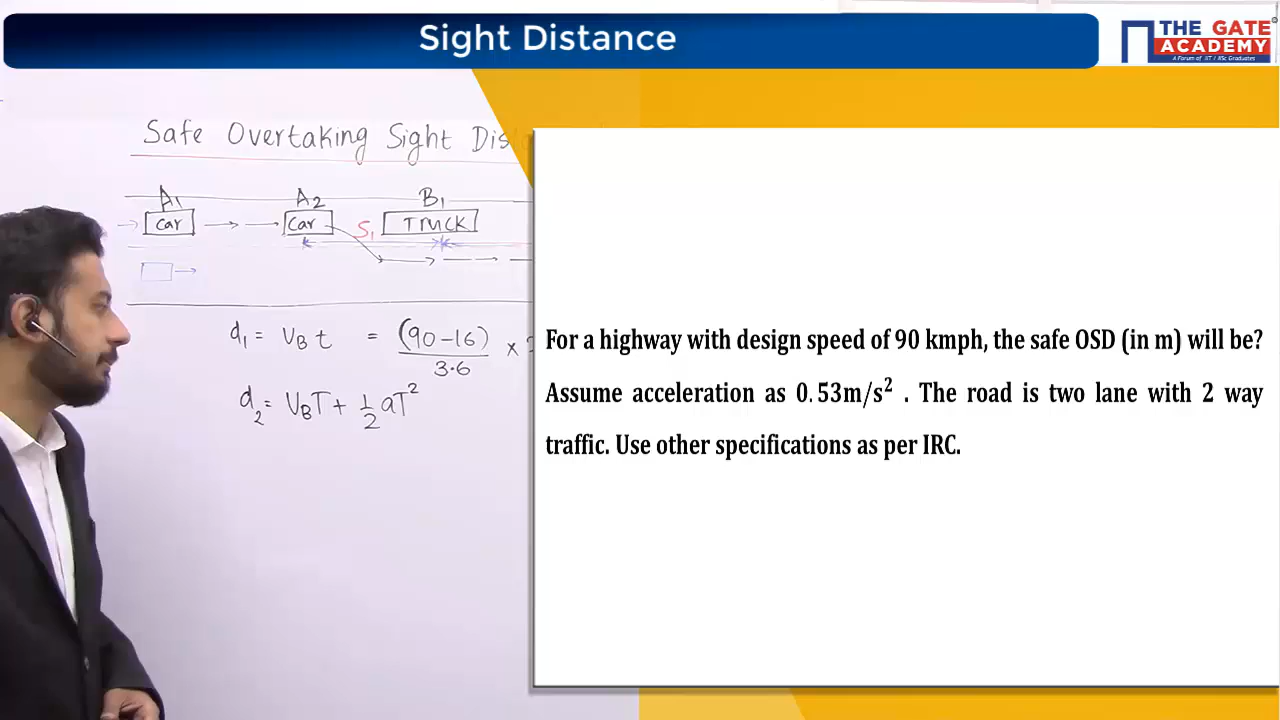 Sight Distance
THE GATE
ACADEMY
A Forum of IIT / IISc Graduates
Safe Overtaking Sight
A1 A2 B1
car car S1 TRUCK
d1 = VB t = (90-16)/3.6 ×
d2 = VBT + 1/2 aT²
For a highway with design speed of 90 kmph, the safe OSD (in m) will be?
Assume acceleration as 0.53m/s² . The road is two lane with 2 way
traffic. Use other specifications as per IRC.